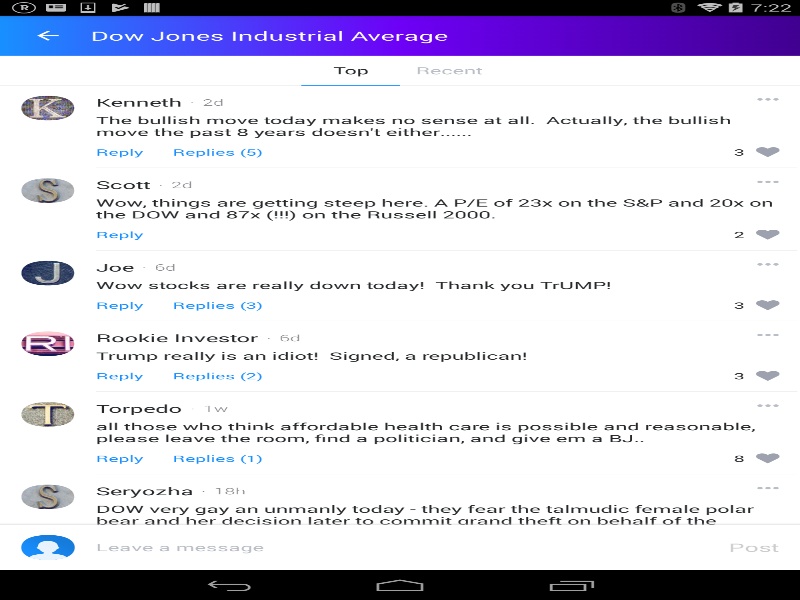 R
7:22
Dow Jones Industrial Average
Top
Recent
K
Kenneth · 2d
The bullish move today makes no sense at all.  Actually, the bullish
move the past 8 years doesn't either......
Reply
Replies (5)
3
S
Scott · 2d
Wow, things are getting steep here. A P/E of 23x on the S&P and 20x on
the DOW and 87x (!!!) on the Russell 2000.
Reply
2
J
Joe · 6d
Wow stocks are really down today!  Thank you TrUMP!
Reply
Replies (3)
3
RI
Rookie Investor · 6d
Trump really is an idiot!  Signed, a republican!
Reply
Replies (2)
3
T
Torpedo · 1w
all those who think affordable health care is possible and reasonable,
please leave the room, find a politician, and give em a BJ..
Reply
Replies (1)
8
S
Seryozha · 18h
DOW very gay an unmanly today - they fear the talmudic female polar
bear and her decision later to commit grand theft on behalf of the
Leave a message
Post